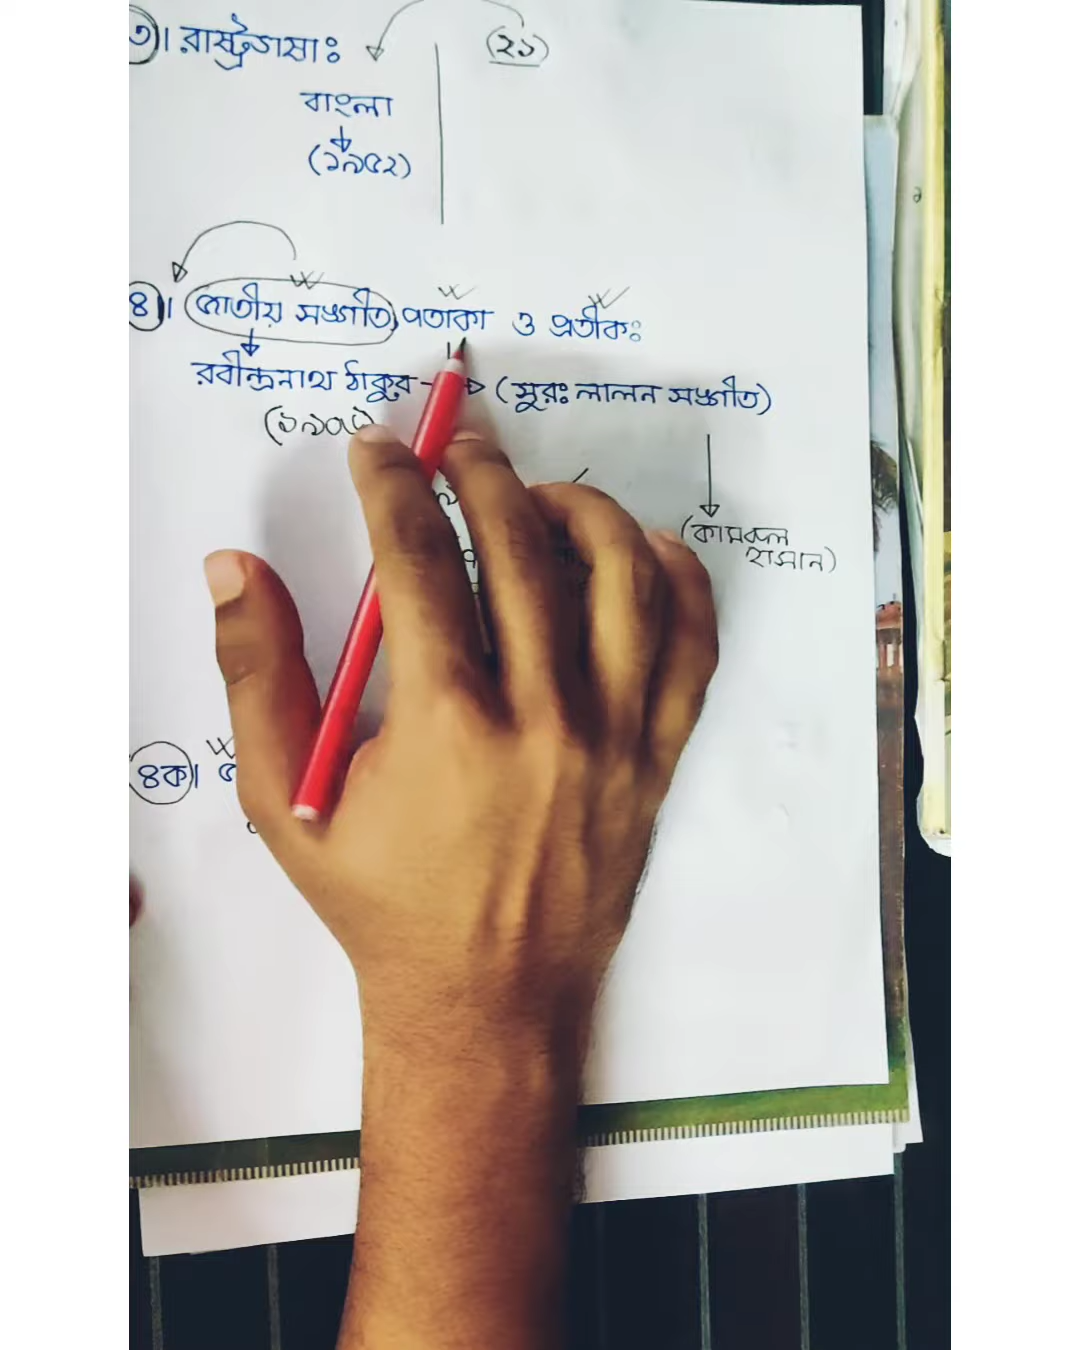 ৩। রাষ্ট্রভাষাঃ
(২১)
বাংলা
(১৯৫২)
৪। জাতীয় সঙ্গীত, পতাকা ও প্রতীকঃ
রবীন্দ্রনাথ ঠাকুর → (সুরঃ লালন সঙ্গীত)
(কামরুল
হাসান)
৪ক।